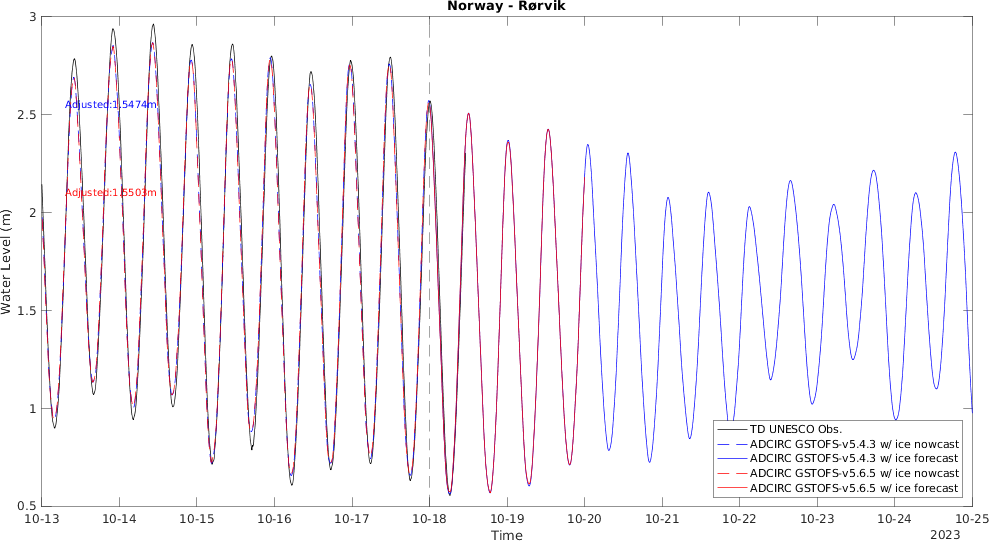 Norway - Rørvik
3
2.5
2
1.5
1
0.5
Water Level (m)
Adjusted:1.5474m
Adjusted:1.5503m
TD UNESCO Obs.
ADCIRC GSTOFS-v5.4.3 w/ ice nowcast
ADCIRC GSTOFS-v5.4.3 w/ ice forecast
ADCIRC GSTOFS-v5.6.5 w/ ice nowcast
ADCIRC GSTOFS-v5.6.5 w/ ice forecast
10-13 10-14 10-15 10-16 10-17 10-18 10-19 10-20 10-21 10-22 10-23 10-24 10-25
Time
2023